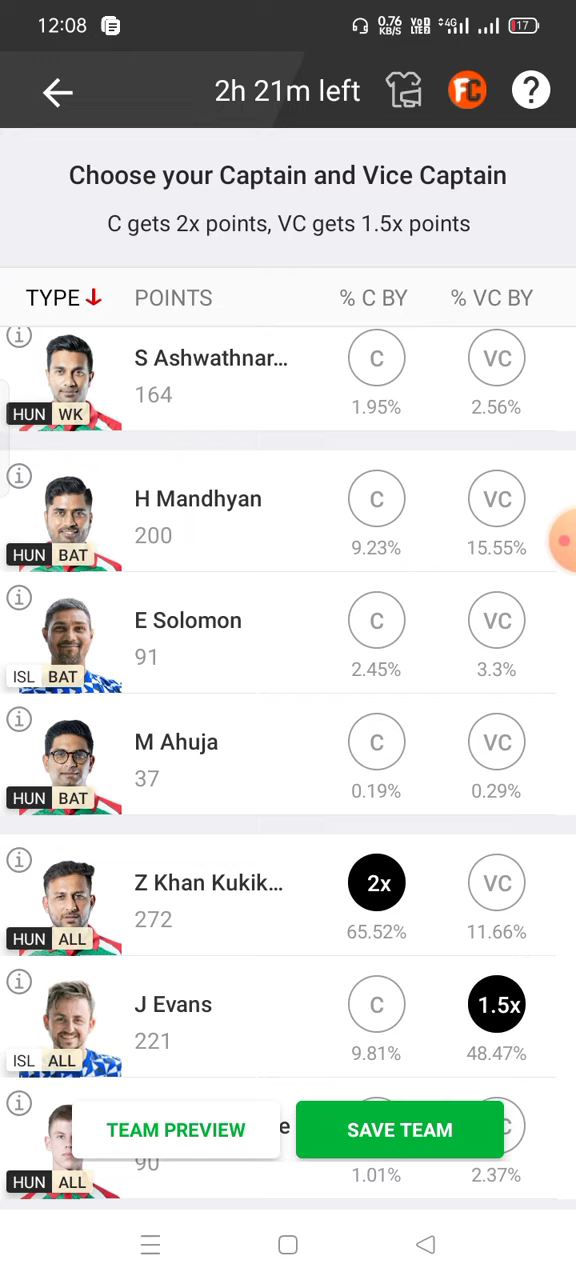 12:08 0.76 KB/S VoD LTE2 4G 17
2h 21m left FC ?
Choose your Captain and Vice Captain
C gets 2x points, VC gets 1.5x points
TYPE POINTS % C BY % VC BY
S Ashwathnar... C VC
164
HUN WK 1.95% 2.56%
H Mandhyan C VC
200
HUN BAT 9.23% 15.55%
E Solomon C VC
91
ISL BAT 2.45% 3.3%
M Ahuja C VC
37
HUN BAT 0.19% 0.29%
Z Khan Kukik... 2x VC
272
HUN ALL 65.52% 11.66%
J Evans C 1.5x
221
ISL ALL 9.81% 48.47%
TEAM PREVIEW e SAVE TEAM C
90
HUN ALL 1.01% 2.37%